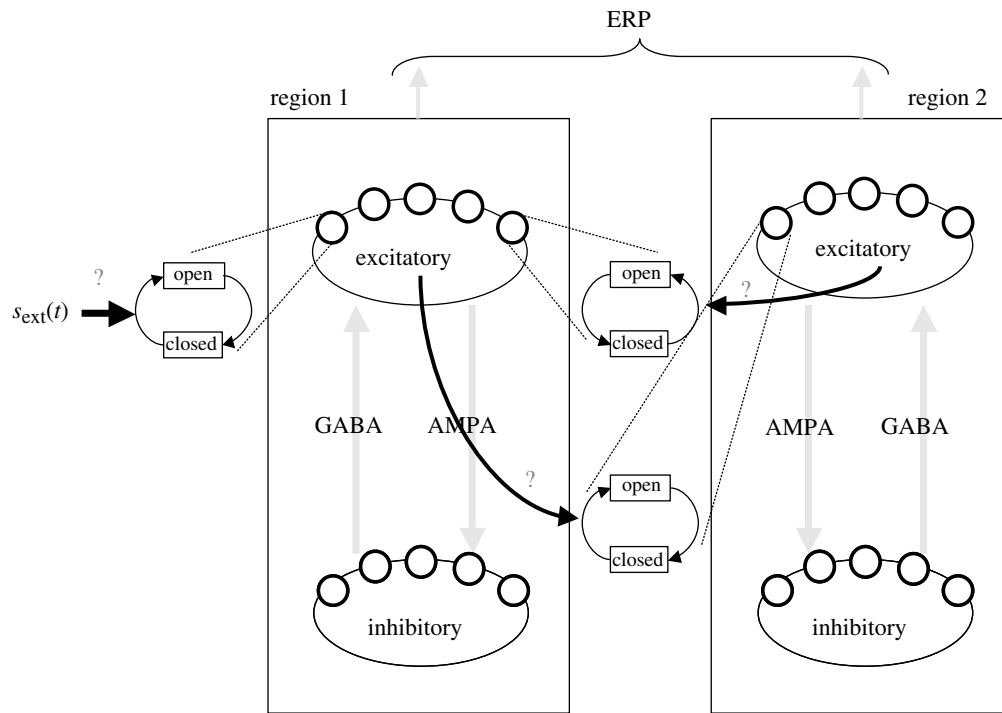 ERP
region 1
region 2
excitatory
excitatory
?
open
open
?
s_ext(t)
closed
closed
GABA
AMPA
AMPA
GABA
?
open
closed
inhibitory
inhibitory